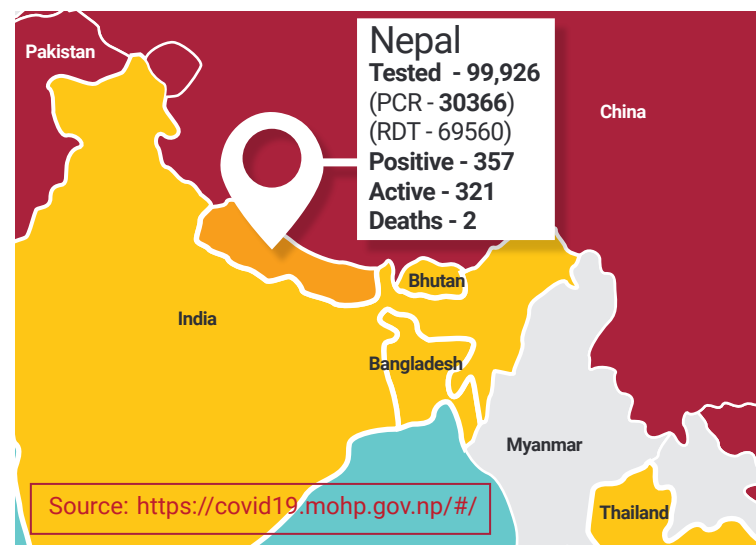 Pakistan
Nepal
Tested - 99,926
(PCR - 30366)
(RDT - 69560)
Positive - 357
Active - 321
Deaths - 2
China
Bhutan
India
Bangladesh
Myanmar
Source: https://covid19.mohp.gov.np/#/
Thailand